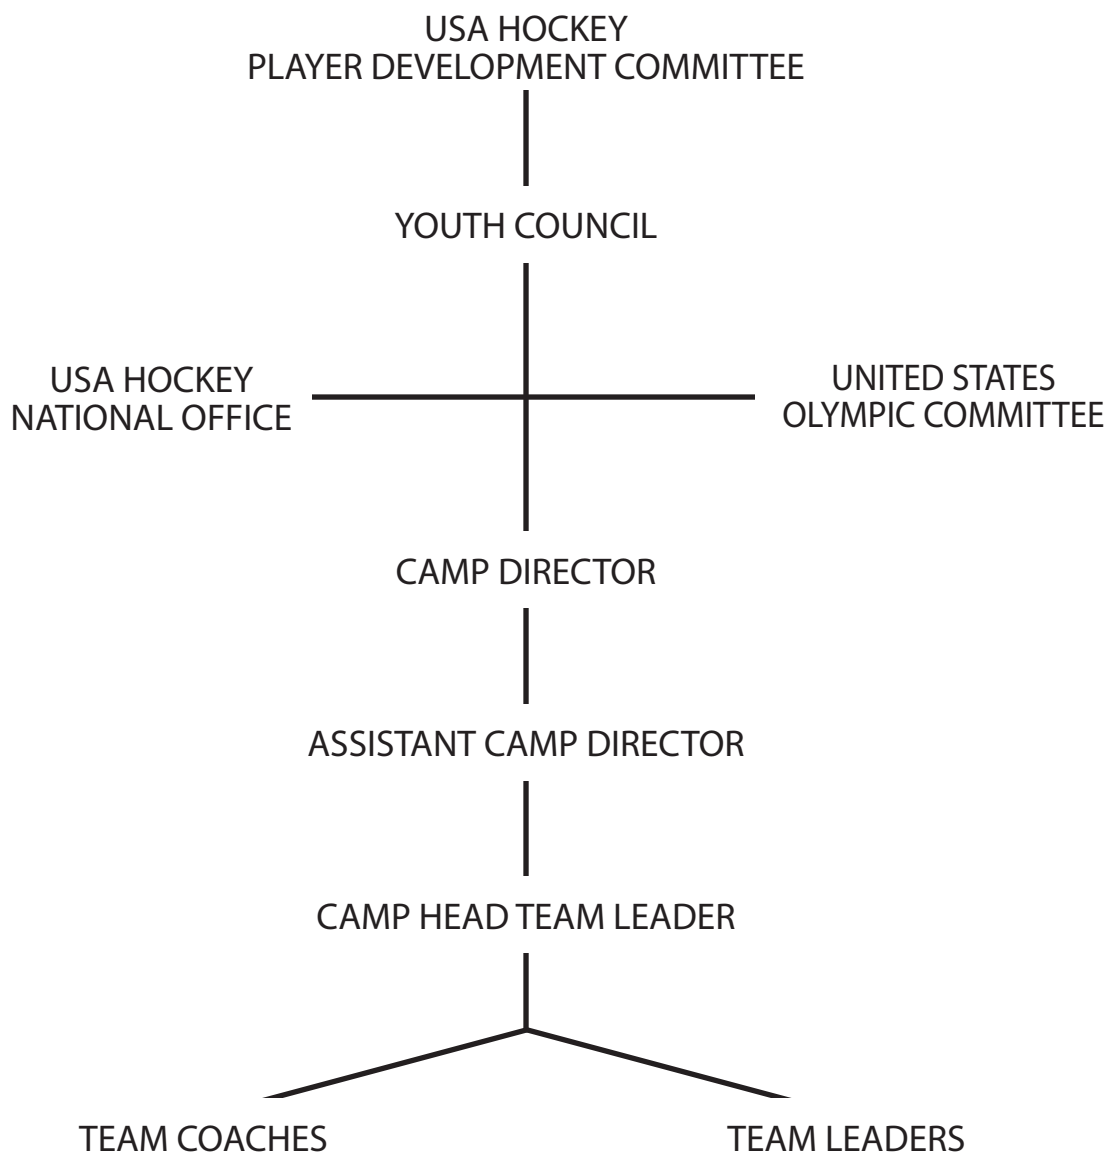 USA HOCKEY
PLAYER DEVELOPMENT COMMITTEE
YOUTH COUNCIL
USA HOCKEY
NATIONAL OFFICE
UNITED STATES
OLYMPIC COMMITTEE
CAMP DIRECTOR
ASSISTANT CAMP DIRECTOR
CAMP HEAD TEAM LEADER
TEAM COACHES
TEAM LEADERS